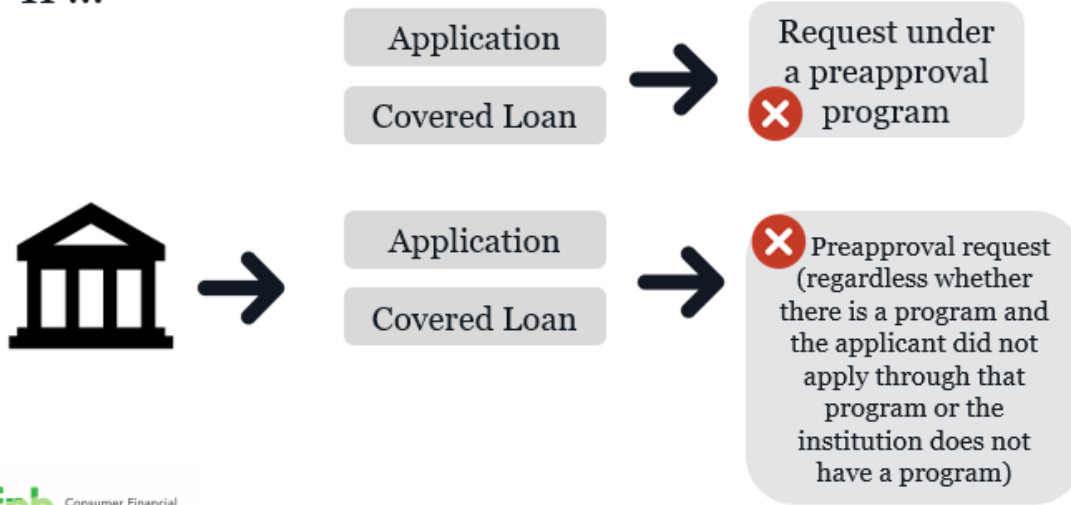 Application
Covered Loan
Request under
a preapproval
program
Application
Covered Loan
Preapproval request
(regardless whether
there is a program and
the applicant did not
apply through that
program or the
institution does not
have a program)
Consumer Financial